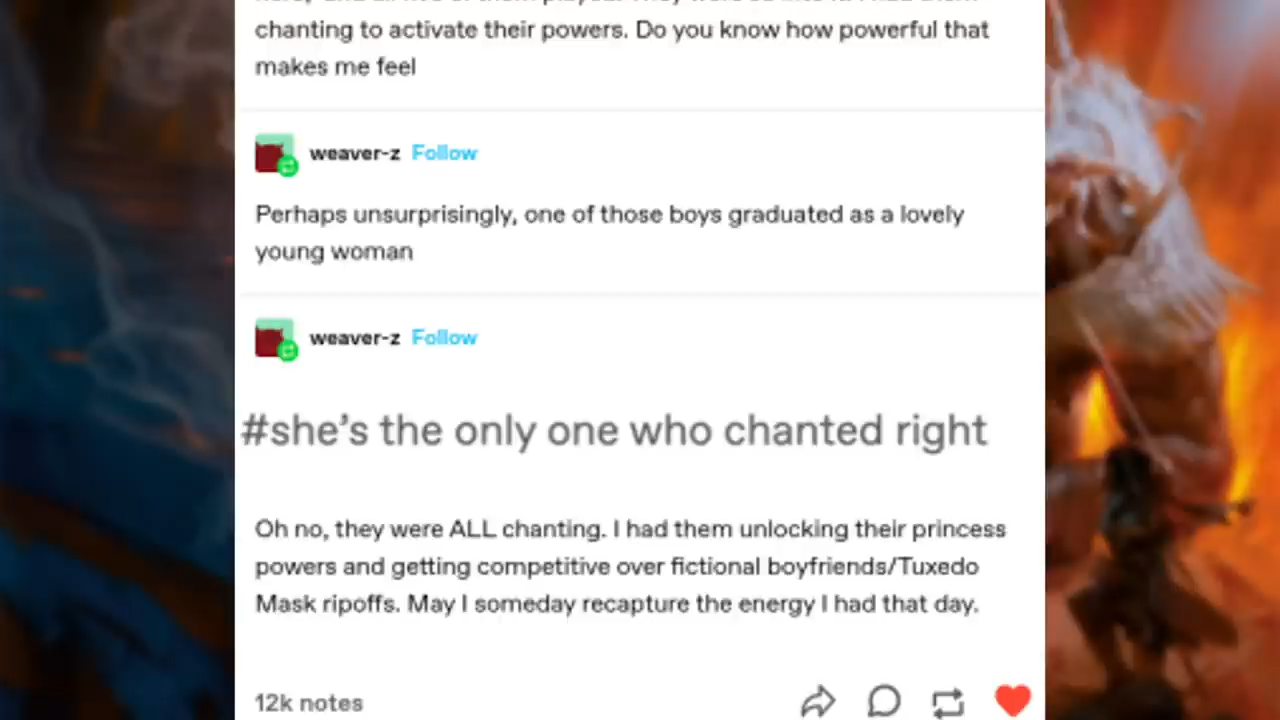 chanting to activate their powers. Do you know how powerful that
makes me feel
weaver-z Follow
Perhaps unsurprisingly, one of those boys graduated as a lovely
young woman
weaver-z Follow
#she's the only one who chanted right
Oh no, they were ALL chanting. I had them unlocking their princess
powers and getting competitive over fictional boyfriends/Tuxedo
Mask ripoffs. May I someday recapture the energy I had that day.
12k notes